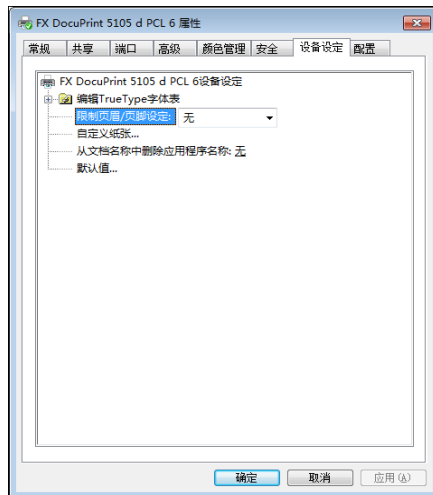 FX DocuPrint 5105 d PCL 6 属性
常规 共享 端口 高级 颜色管理 安全 设备设定 配置
FX DocuPrint 5105 d PCL 6设备设定
编辑TrueType字体表
限制页眉/页脚设定: 无
自定义纸张...
从文档名称中删除应用程序名称: 无
默认值...
确定 取消 应用(A)